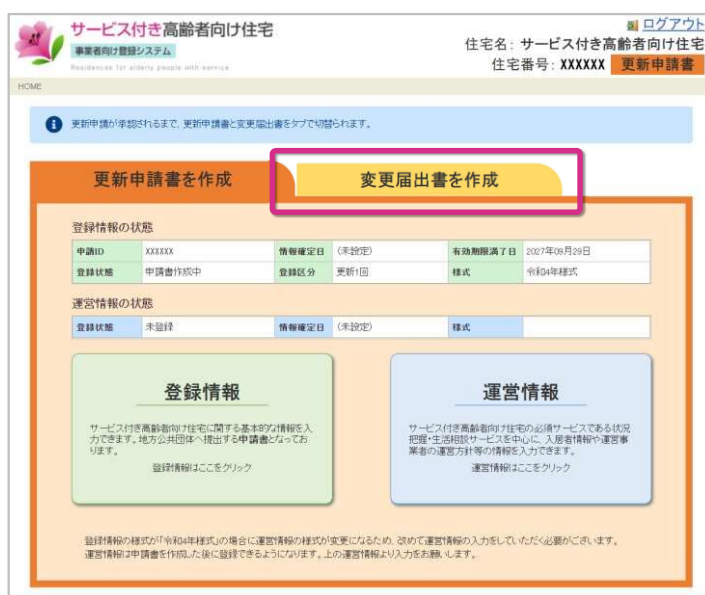 サービス付き高齢者向け住宅
事業者向け登録システム
Residences for elderly people with service
ログアウト
住宅名: サービス付き高齢者向け住宅
住宅番号: XXXXXX 更新申請書
HOME
更新申請が承認されるまで、更新申請書と変更届出書をタブで切替られます。
更新申請書を作成 変更届出書を作成
登録情報の状態
申請ID XXXXXX 情報確定日 (未設定) 有効期限満了日 2027年09月29日
登録状態 申請書作成中 登録区分 更新1回 様式 令和04年様式
運営情報の状態
登録状態 未登録 情報確定日 (未設定) 様式
登録情報
サービス付き高齢者向け住宅に関する基本的な情報を入
力できます。地方公共団体へ提出する申請書となってお
ります。
登録情報はここをクリック
運営情報
サービス付き高齢者向け住宅の必須サービスである状況
把握・生活相談サービスを中心に、入居者情報や運営事
業者の運営方針等の情報を入力できます。
運営情報はここをクリック
登録情報の様式が「令和04年様式」の場合に運営情報の様式が変更になるため、改めて運営情報の入力をしていただく必要がございます。
運営情報は申請書を作成した後に登録できるようになります。上の運営情報より入力をお願いします。